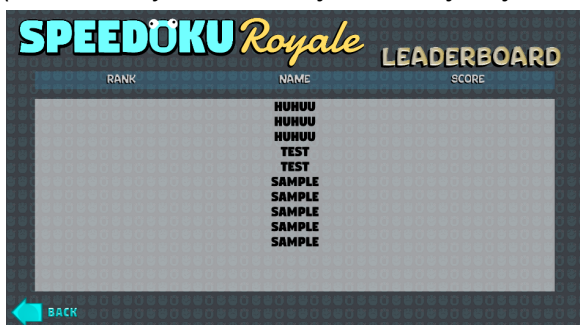 SPEEDOKU Royale
LEADERBOARD
RANK NAME SCORE
HUHUU
HUHUU
HUHUU
TEST
TEST
SAMPLE
SAMPLE
SAMPLE
SAMPLE
SAMPLE
BACK